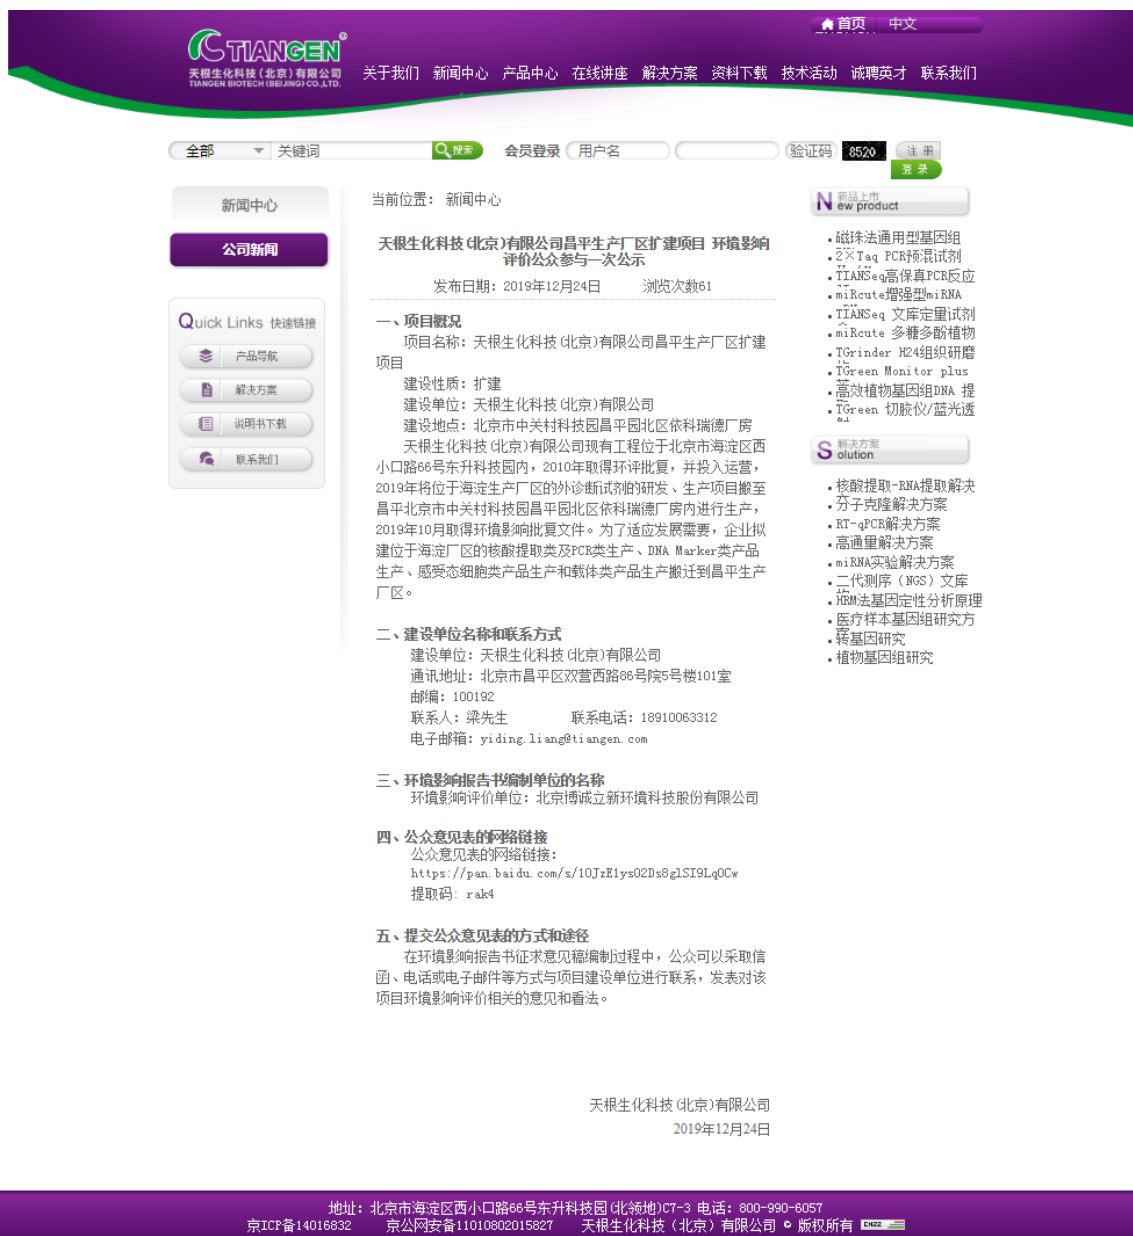 首页 中文
TIANGEN®
天根生化科技(北京)有限公司
TIANGEN BIOTECH (BEIJING) CO.,LTD.
关于我们 新闻中心 产品中心 在线讲座 解决方案 资料下载 技术活动 诚聘英才 联系我们
全部 关键词 搜索 会员登录 用户名 验证码 8520 注册
登录
新闻中心
公司新闻
Quick Links 快速链接
产品导航
解决方案
说明书下载
联系我们
当前位置: 新闻中心
天根生化科技(北京)有限公司昌平生产厂区扩建项目 环境影响
评价公众参与一次公示
发布日期: 2019年12月24日 浏览次数61
一、项目概况
项目名称: 天根生化科技(北京)有限公司昌平生产厂区扩建
项目
建设性质: 扩建
建设单位: 天根生化科技(北京)有限公司
建设地点: 北京市中关村科技园昌平园北区依科瑞德厂房
天根生化科技(北京)有限公司现有工程位于北京市海淀区西
小口路66号东升科技园内，2010年取得环评批复，并投入运营，
2019年将位于海淀生产厂区的外诊断试剂的研发、生产项目搬至
昌平北京市中关村科技园昌平园北区依科瑞德厂房内进行生产，
2019年10月取得环境影响批复文件。为了适应发展需要，企业拟
建位于海淀厂区的核酸提取类及PCR类生产、DNA Marker类产品
生产、感受态细胞类产品生产和载体类产品生产搬迁到昌平生产
厂区。
二、建设单位名称和联系方式
建设单位: 天根生化科技(北京)有限公司
通讯地址: 北京市昌平区双营西路86号院5号楼101室
邮编: 100192
联系人: 梁先生 联系电话: 18910063312
电子邮箱: yiding.liang@tiangen.com
三、环境影响报告书编制单位的名称
环境影响评价单位: 北京博诚立新环境科技股份有限公司
四、公众意见表的网络链接
公众意见表的网络链接:
https://pan.baidu.com/s/10JzE1ysO2Ds8glSI9LqOCw
提取码: rak4
五、提交公众意见表的方式和途径
在环境影响报告书征求意见稿编制过程中，公众可以采取信
函、电话或电子邮件等方式与项目建设单位进行联系，发表对该
项目环境影响评价相关的意见和看法。
天根生化科技(北京)有限公司
2019年12月24日
新品上市
New product
磁珠法通用型基因组
2×Taq PCR预混试剂
TIANSeq高保真PCR反应
miRcute增强型miRNA
TIANSeq 文库定量试剂
miRcute 多糖多酚植物
TGrinder H24组织研磨
TGreen Monitor plus
高效植物基因组DNA 提
TGreen 切胶仪/蓝光透
解决方案
Solution
核酸提取-RNA提取解决
分子克隆解决方案
RT-qPCR解决方案
高通量解决方案
miRNA实验解决方案
二代测序（NGS）文库
HRM法基因定性分析原理
医疗样本基因组研究方
转基因研究
植物基因组研究
地址: 北京市海淀区西小口路66号东升科技园(北领地)C7-3 电话: 800-990-6057
京ICP备14016832 京公网安备11010802015827 天根生化科技（北京）有限公司 © 版权所有 CNZZ